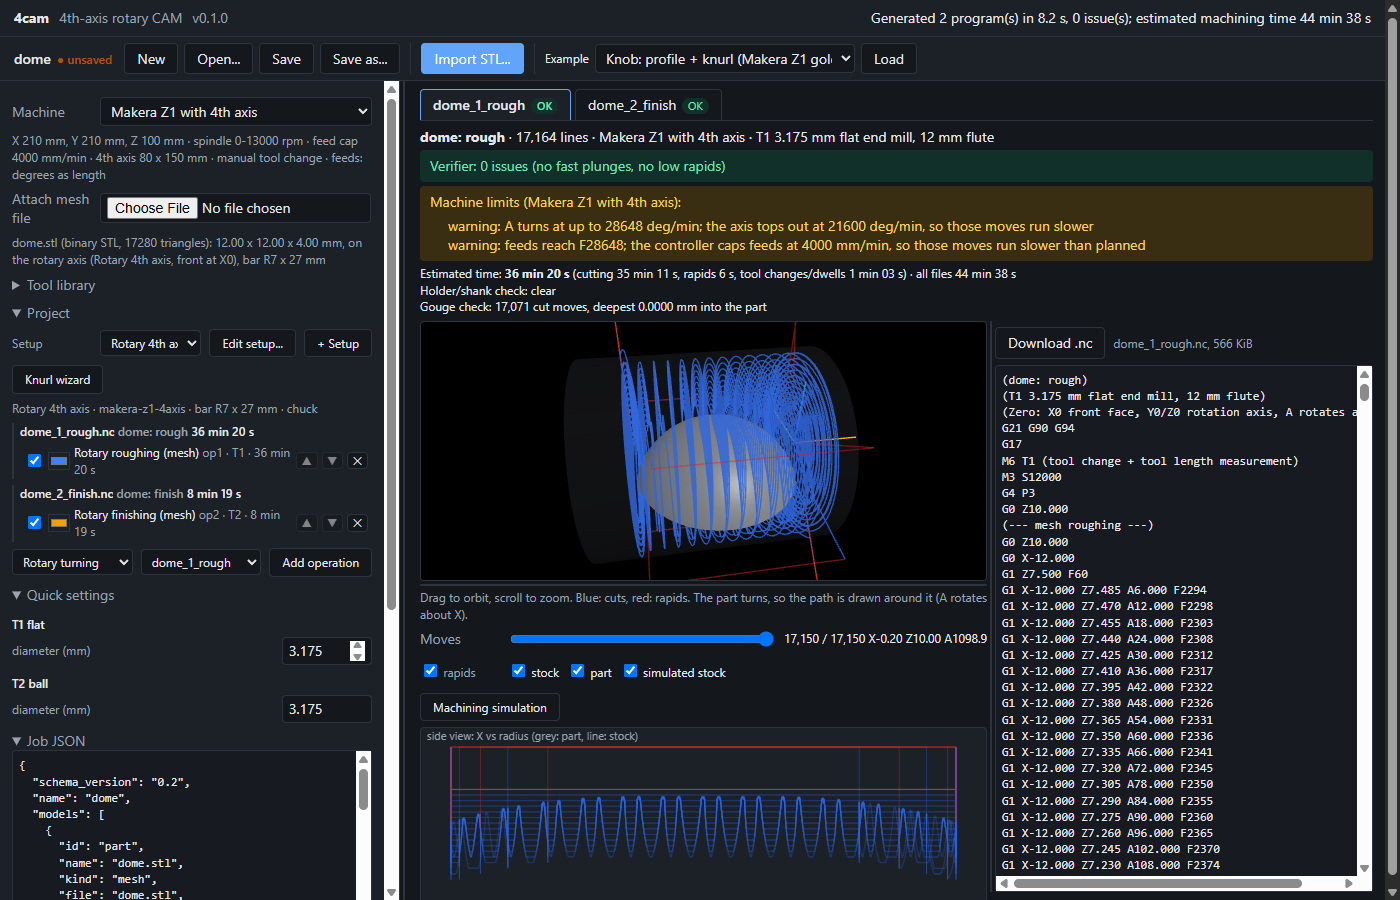 4cam 4th-axis rotary CAM v0.1.0
Generated 2 program(s) in 8.2 s, 0 issue(s); estimated machining time 44 min 38 s
dome • unsaved New Open... Save Save as... Import STL... Example Knob: profile + knurl (Makera Z1 gol Load
Machine Makera Z1 with 4th axis
X 210 mm, Y 210 mm, Z 100 mm · spindle 0-13000 rpm · feed cap
4000 mm/min · 4th axis 80 x 150 mm · manual tool change · feeds:
degrees as length
Attach mesh file Choose File No file chosen
dome.stl (binary STL, 17280 triangles): 12.00 x 12.00 x 4.00 mm, on
the rotary axis (Rotary 4th axis, front at X0), bar R7 x 27 mm
Tool library
Project
Setup Rotary 4th ax Edit setup... + Setup
Knurl wizard
Rotary 4th axis · makera-z1-4axis · bar R7 x 27 mm · chuck
dome_1_rough.nc dome: rough 36 min 20 s
Rotary roughing (mesh) op1 · T1 · 36 min
20 s
dome_2_finish.nc dome: finish 8 min 19 s
Rotary finishing (mesh) op2 · T2 · 8 min
19 s
Rotary turning dome_1_rough Add operation
Quick settings
T1 flat
diameter (mm) 3.175
T2 ball
diameter (mm) 3.175
Job JSON
{
"schema_version": "0.2",
"name": "dome",
"models": [
{
"id": "part",
"name": "dome.stl",
"kind": "mesh",
"file": "dome.stl",
dome_1_rough OK dome_2_finish OK
dome: rough · 17,164 lines · Makera Z1 with 4th axis · T1 3.175 mm flat end mill, 12 mm flute
Verifier: 0 issues (no fast plunges, no low rapids)
Machine limits (Makera Z1 with 4th axis):
warning: A turns at up to 28648 deg/min; the axis tops out at 21600 deg/min, so those moves run slower
warning: feeds reach F28648; the controller caps feeds at 4000 mm/min, so those moves run slower than planned
Estimated time: 36 min 20 s (cutting 35 min 11 s, rapids 6 s, tool changes/dwells 1 min 03 s) · all files 44 min 38 s
Holder/shank check: clear
Gouge check: 17,071 cut moves, deepest 0.0000 mm into the part
Drag to orbit, scroll to zoom. Blue: cuts, red: rapids. The part turns, so the path is drawn around it (A rotates
about X).
Moves 17,150 / 17,150 X-0.20 Z10.00 A1098.9
rapids stock part simulated stock
Machining simulation
side view: X vs radius (grey: part, line: stock)
Download .nc dome_1_rough.nc, 566 KiB
(dome: rough)
(T1 3.175 mm flat end mill, 12 mm flute)
(Zero: X0 front face, Y0/Z0 rotation axis, A rotates a
G21 G90 G94
G17
M6 T1 (tool change + tool length measurement)
M3 S12000
G4 P3
G0 Z10.000
(--- mesh roughing ---)
G0 Z10.000
G0 X-12.000
G1 Z7.500 F60
G1 X-12.000 Z7.485 A6.000 F2294
G1 X-12.000 Z7.470 A12.000 F2298
G1 X-12.000 Z7.455 A18.000 F2303
G1 X-12.000 Z7.440 A24.000 F2308
G1 X-12.000 Z7.425 A30.000 F2312
G1 X-12.000 Z7.410 A36.000 F2317
G1 X-12.000 Z7.395 A42.000 F2322
G1 X-12.000 Z7.380 A48.000 F2326
G1 X-12.000 Z7.365 A54.000 F2331
G1 X-12.000 Z7.350 A60.000 F2336
G1 X-12.000 Z7.335 A66.000 F2341
G1 X-12.000 Z7.320 A72.000 F2345
G1 X-12.000 Z7.305 A78.000 F2350
G1 X-12.000 Z7.290 A84.000 F2355
G1 X-12.000 Z7.275 A90.000 F2360
G1 X-12.000 Z7.260 A96.000 F2365
G1 X-12.000 Z7.245 A102.000 F2370
G1 X-12.000 Z7.230 A108.000 F2374